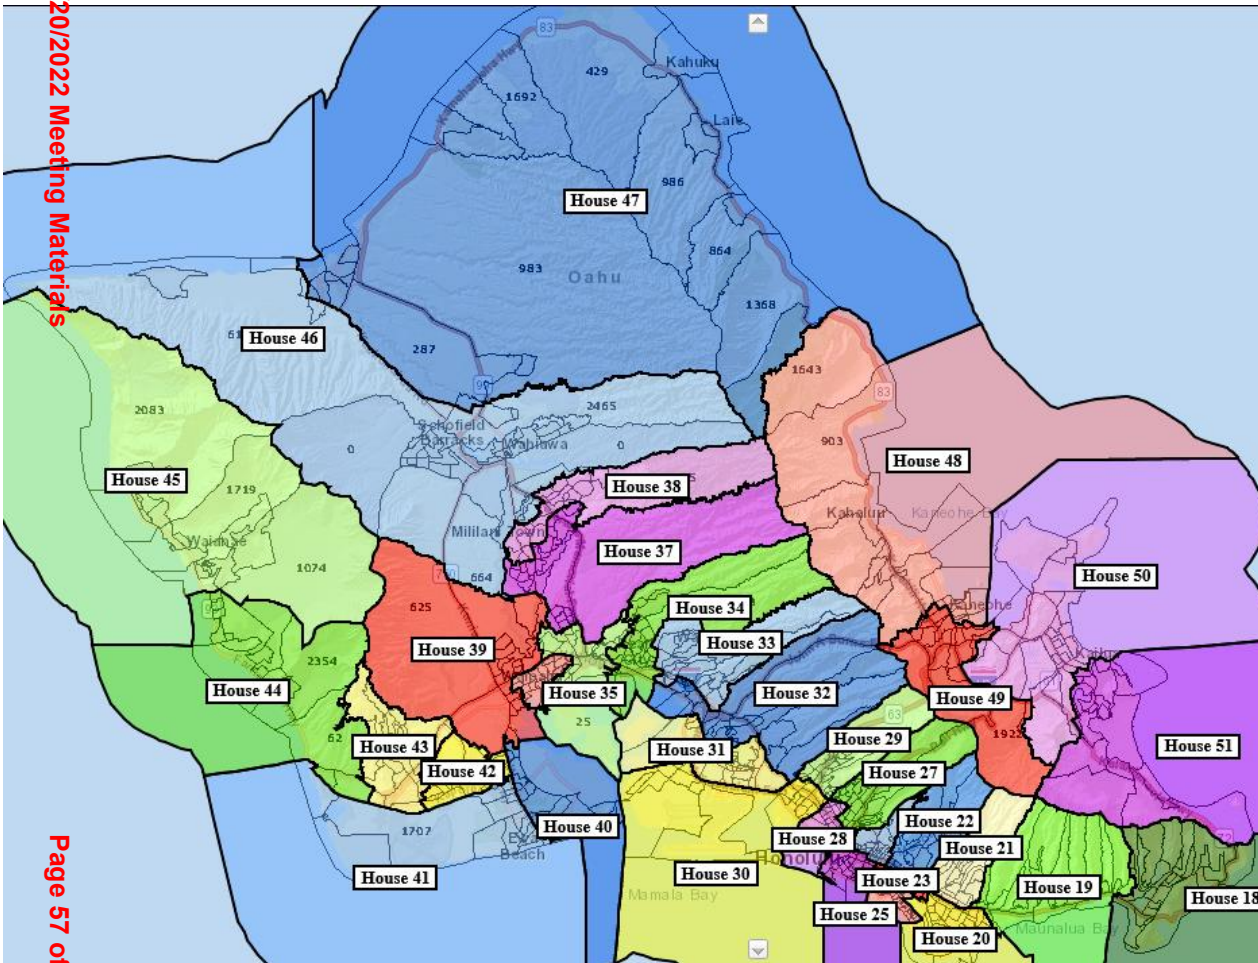 20/2022 Meeting Materials
Page 57 of
83
Kahuku
429
1692
Laie
986
House 47
864
983
Oahu
1368
House 46
287
1643
83
2083
2465
Schofield
Barracks
Wahiawa
0
0
903
House 48
House 45
House 38
1719
Kahaluu
Kaneohe Bay
Mililani Town
House 37
Waianae
1074
664
House 50
625
House 34
Kaneohe
House 33
House 39
2354
House 44
House 35
House 32
House 49
25
63
1922
62
House 43
House 31
House 29
House 51
House 42
House 27
1707
House 40
House 22
72
Beach
House 28
House 21
House 41
House 30
Honolulu
House 23
House 19
Mamala Bay
House 18
House 25
House 20
Maunalua Bay